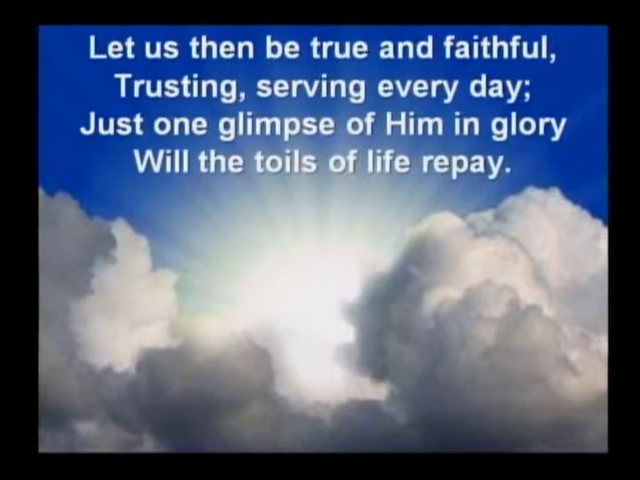 Let us then be true and faithful,
Trusting, serving every day;
Just one glimpse of Him in glory
Will the toils of life repay.